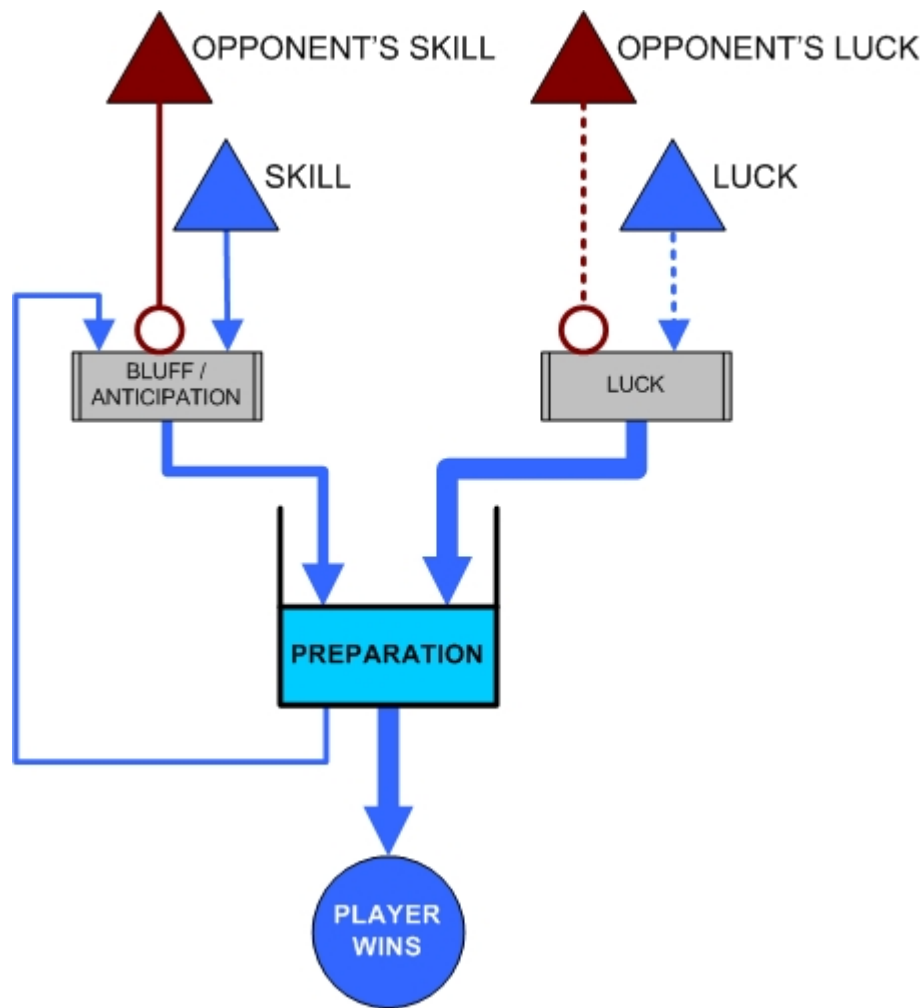 OPPONENT'S SKILL
OPPONENT'S LUCK
SKILL
LUCK
BLUFF /
ANTICIPATION
LUCK
PREPARATION
PLAYER
WINS